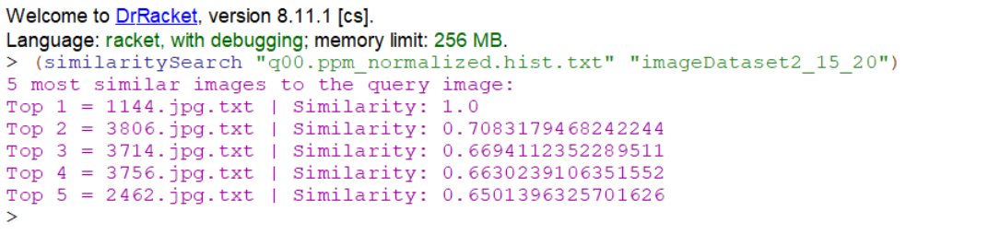 Welcome to DrRacket, version 8.11.1 [cs].
Language: racket, with debugging; memory limit: 256 MB.
> (similaritySearch "q00.ppm_normalized.hist.txt" "imageDataset2_15_20")
5 most similar images to the query image:
Top 1 = 1144.jpg.txt | Similarity: 1.0
Top 2 = 3806.jpg.txt | Similarity: 0.7083179468242244
Top 3 = 3714.jpg.txt | Similarity: 0.6694112352289511
Top 4 = 3756.jpg.txt | Similarity: 0.6630239106351552
Top 5 = 2462.jpg.txt | Similarity: 0.6501396325701626
>